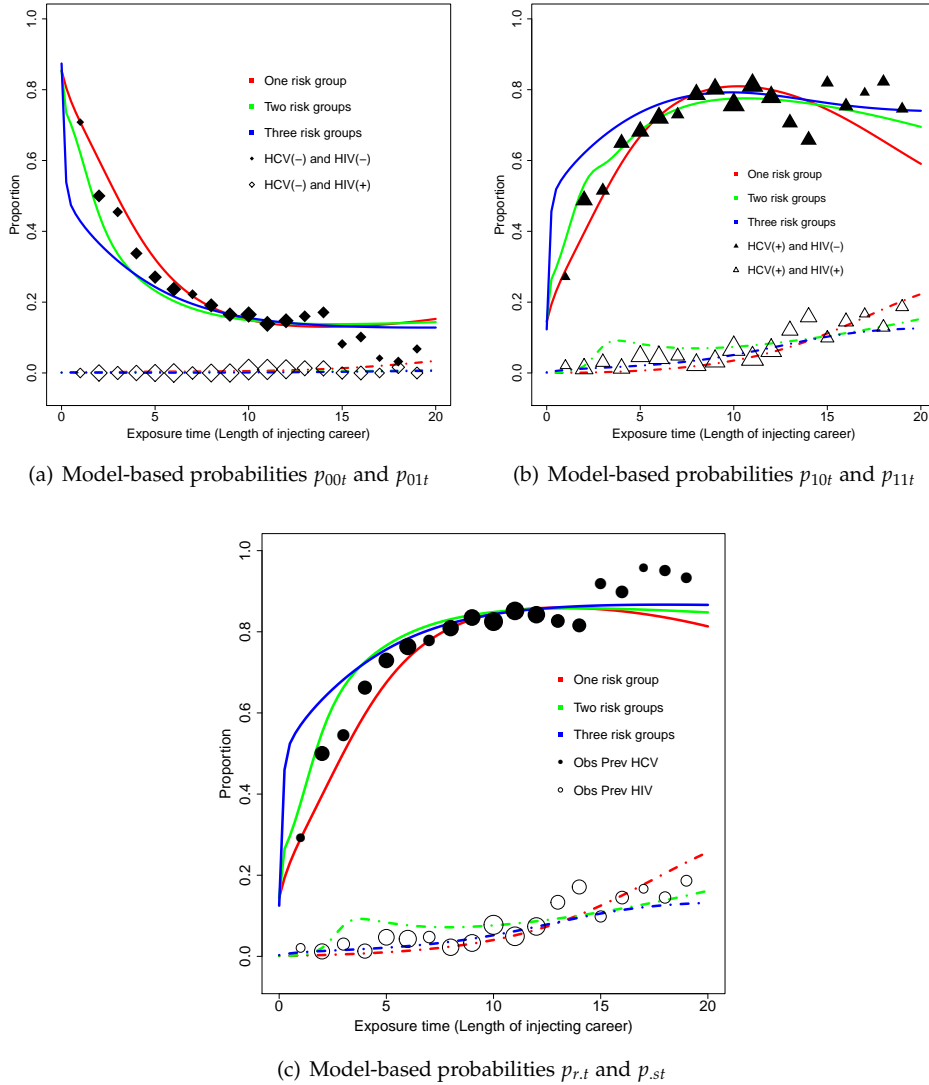 1.0
0.8
0.6
0.4
0.2
0.0
Proportion
One risk group
Two risk groups
Three risk groups
HCV(−) and HIV(−)
HCV(−) and HIV(+)
0 5 10 15 20
Exposure time (Length of injecting career)
(a) Model-based probabilities p00t and p01t
1.0
0.8
0.6
0.4
0.2
0.0
Proportion
One risk group
Two risk groups
Three risk groups
HCV(+) and HIV(−)
HCV(+) and HIV(+)
0 5 10 15 20
Exposure time (Length of injecting career)
(b) Model-based probabilities p10t and p11t
1.0
0.8
0.6
0.4
0.2
0.0
Proportion
One risk group
Two risk groups
Three risk groups
Obs Prev HCV
Obs Prev HIV
0 5 10 15 20
Exposure time (Length of injecting career)
(c) Model-based probabilities pr.t and p.st